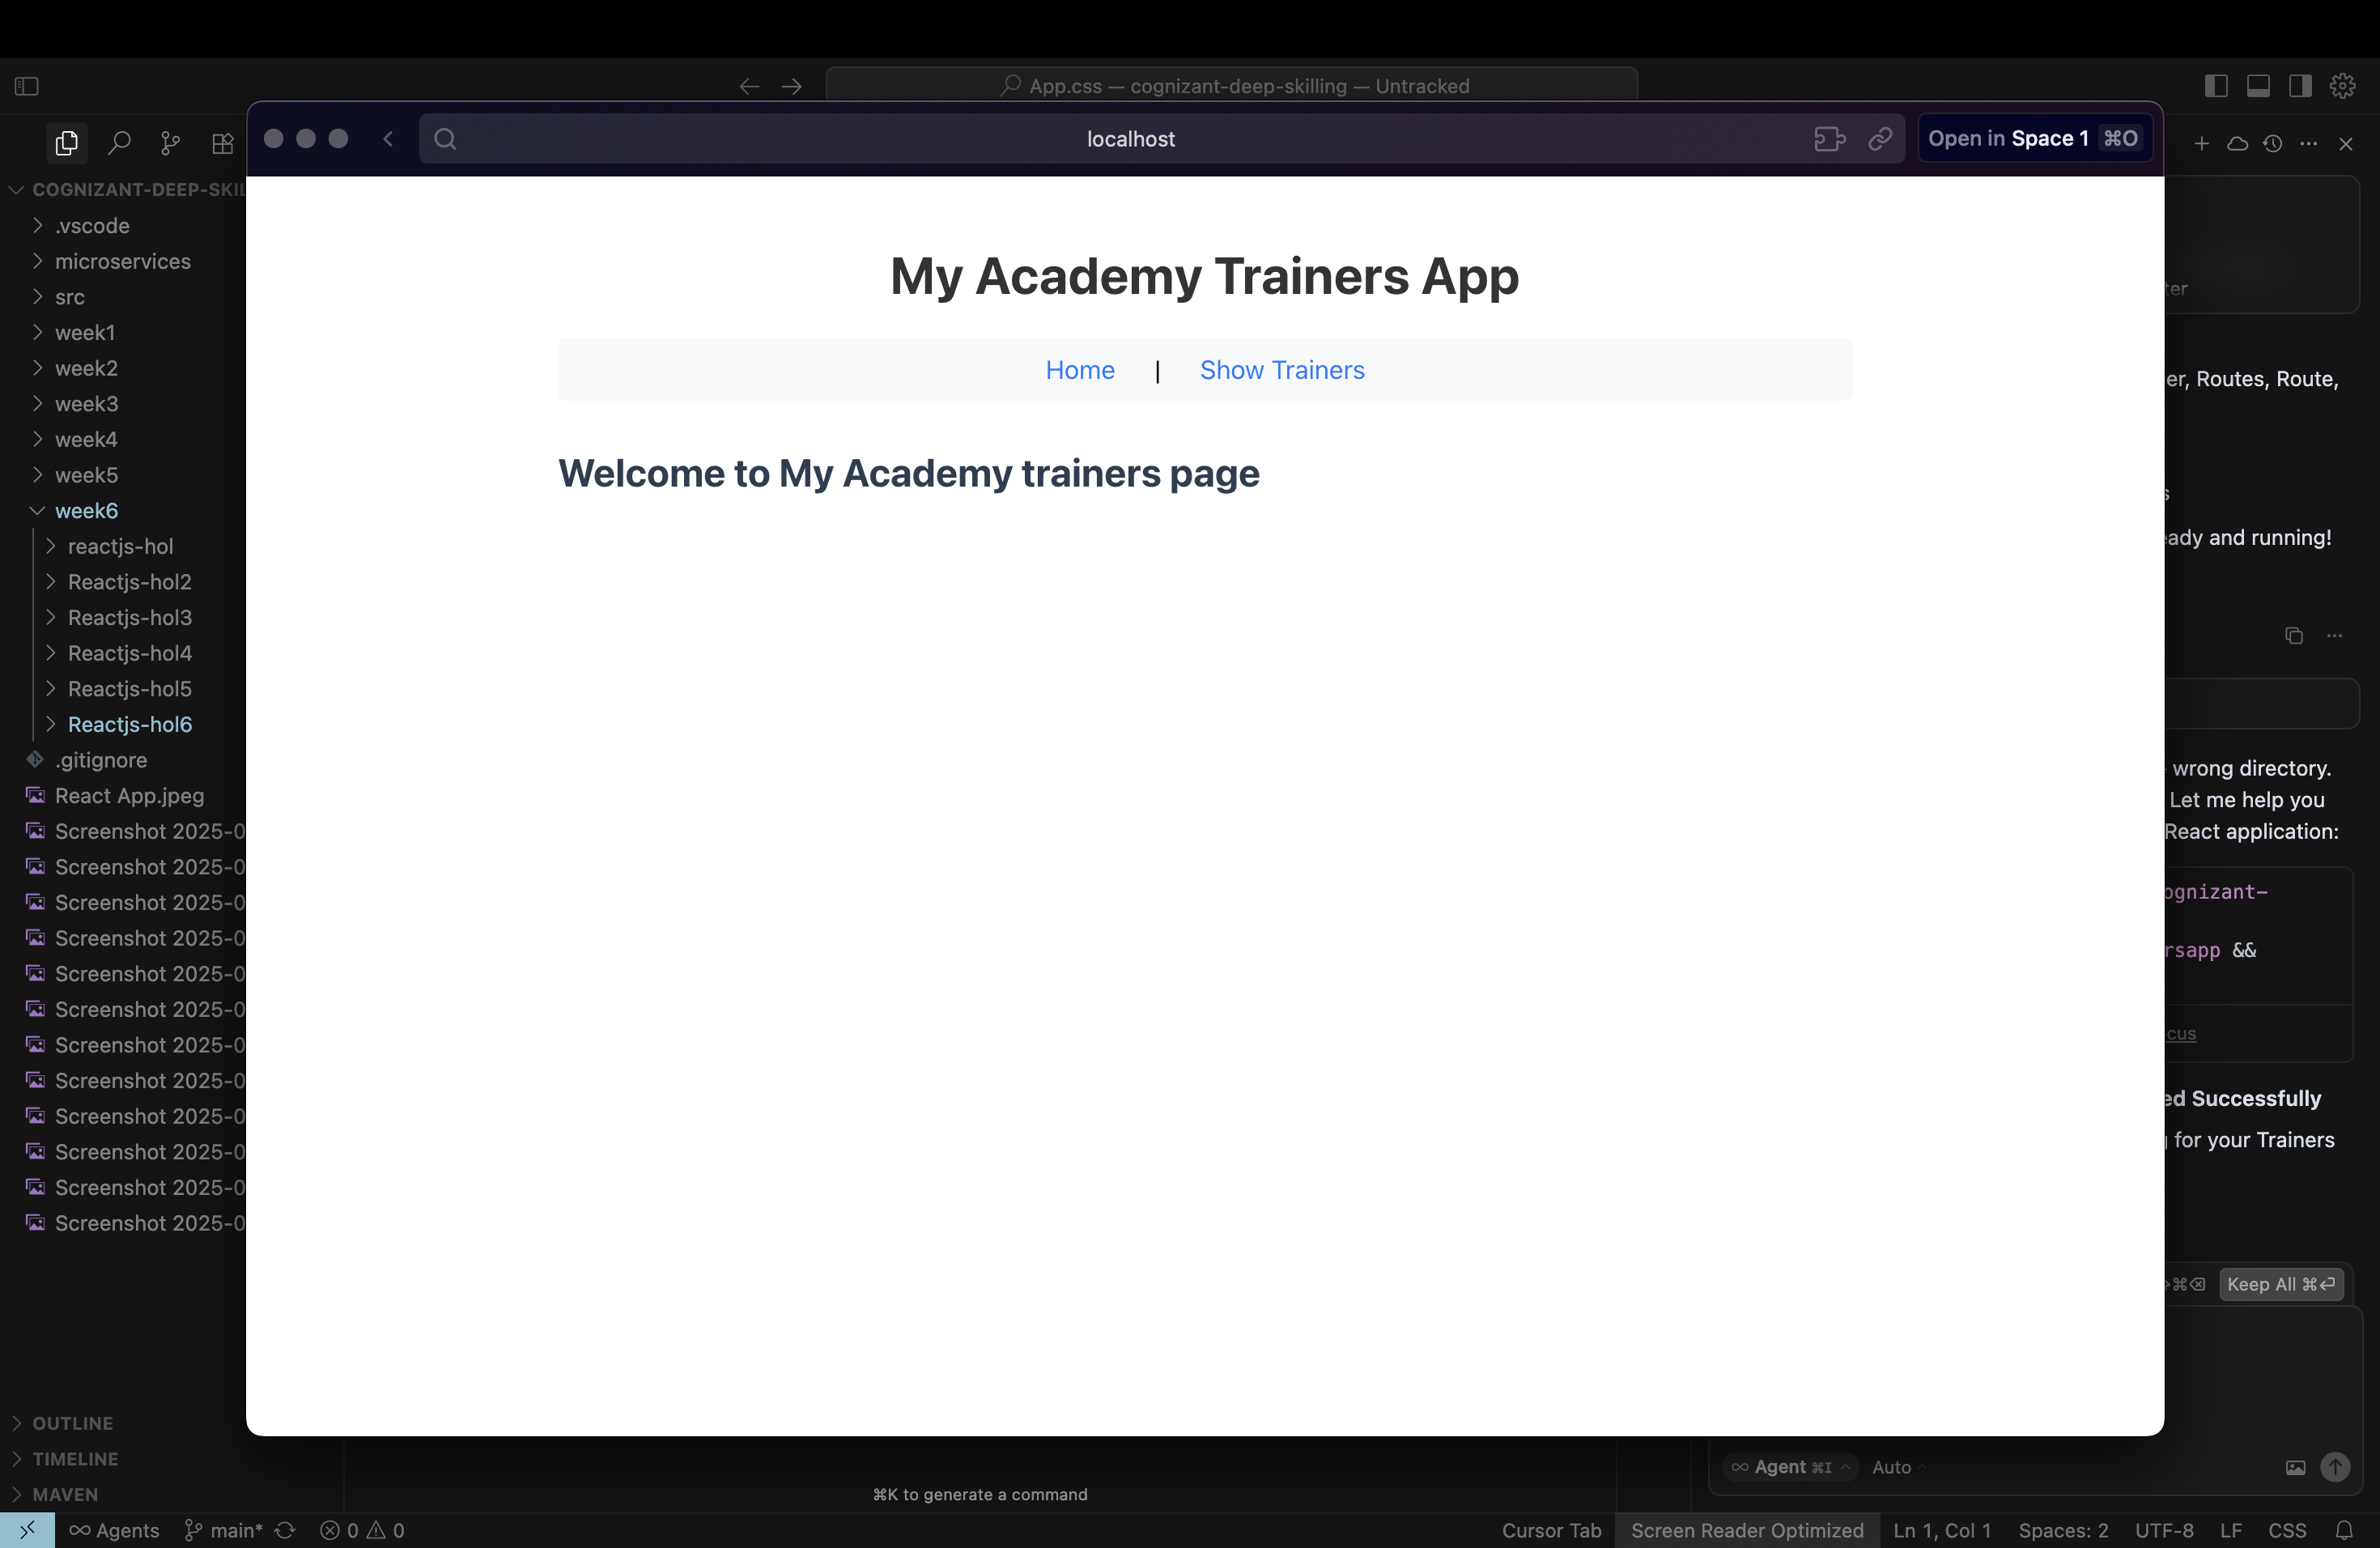 App.css — cognizant-deep-skilling — Untracked
localhost
Open in Space 1 ⌘O
COGNIZANT-DEEP-SKIL
.vscode
microservices
src
week1
week2
week3
week4
week5
week6
reactjs-hol
Reactjs-hol2
Reactjs-hol3
Reactjs-hol4
Reactjs-hol5
Reactjs-hol6
.gitignore
React App.jpeg
Screenshot 2025-0
Screenshot 2025-0
Screenshot 2025-0
Screenshot 2025-0
Screenshot 2025-0
Screenshot 2025-0
Screenshot 2025-0
Screenshot 2025-0
Screenshot 2025-0
Screenshot 2025-0
Screenshot 2025-0
Screenshot 2025-0
OUTLINE
TIMELINE
MAVEN
My Academy Trainers App
Home | Show Trainers
Welcome to My Academy trainers page
ter
er, Routes, Route,
s
eady and running!
wrong directory.
Let me help you
React application:
ognizant-
rsapp &&
cus
ed Successfully
for your Trainers
⌘⌫ Keep All ⌘⏎
Agent ⌘I Auto
⌘K to generate a command
Agents main* 0 0
Cursor Tab Screen Reader Optimized Ln 1, Col 1 Spaces: 2 UTF-8 LF CSS